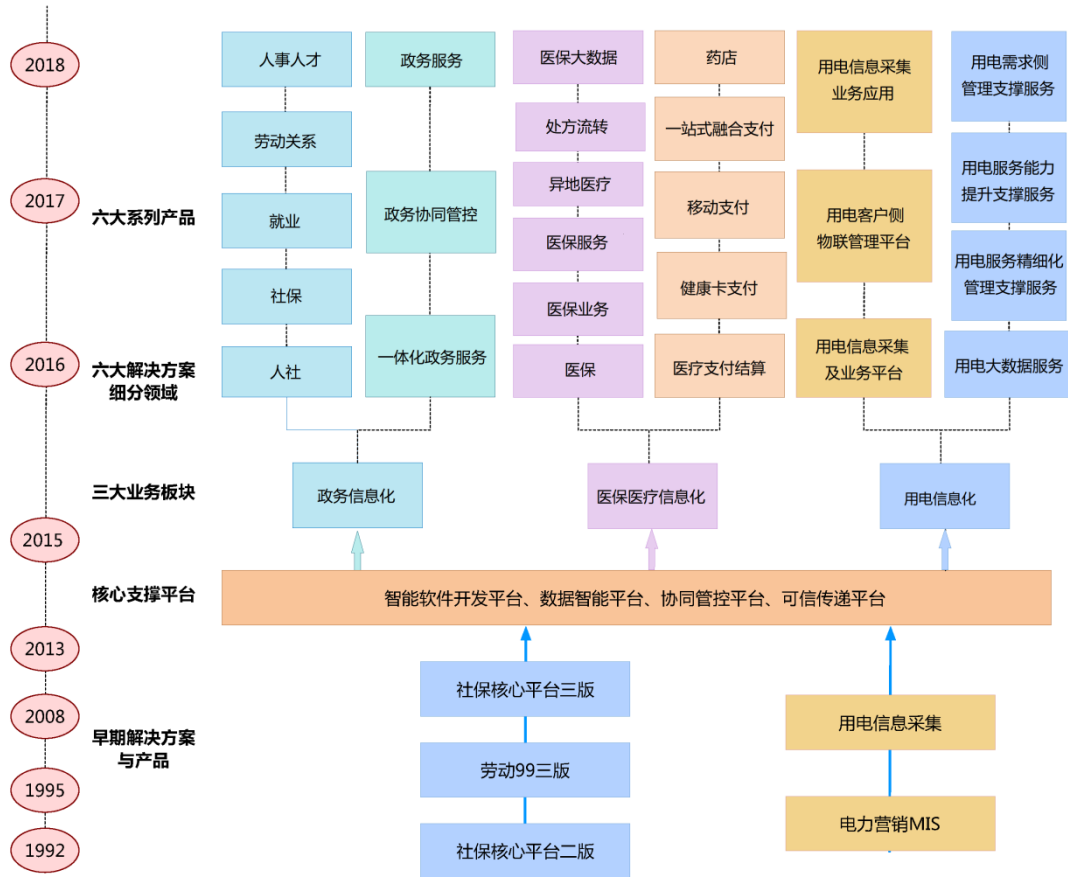 2018
2017
2016
2015
2013
2008
1995
1992
六大系列产品
六大解决方案
细分领域
三大业务板块
核心支撑平台
早期解决方案
与产品
人事人才
劳动关系
就业
社保
人社
政务服务
政务协同管控
一体化政务服务
医保大数据
处方流转
异地医疗
医保服务
医保业务
医保
药店
一站式融合支付
移动支付
健康卡支付
医疗支付结算
用电信息采集
业务应用
用电客户侧
物联管理平台
用电信息采集
及业务平台
用电需求侧
管理支撑服务
用电服务能力
提升支撑服务
用电服务精细化
管理支撑服务
用电大数据服务
政务信息化
医保医疗信息化
用电信息化
智能软件开发平台、数据智能平台、协同管控平台、可信传递平台
社保核心平台三版
劳动99三版
社保核心平台二版
用电信息采集
电力营销MIS